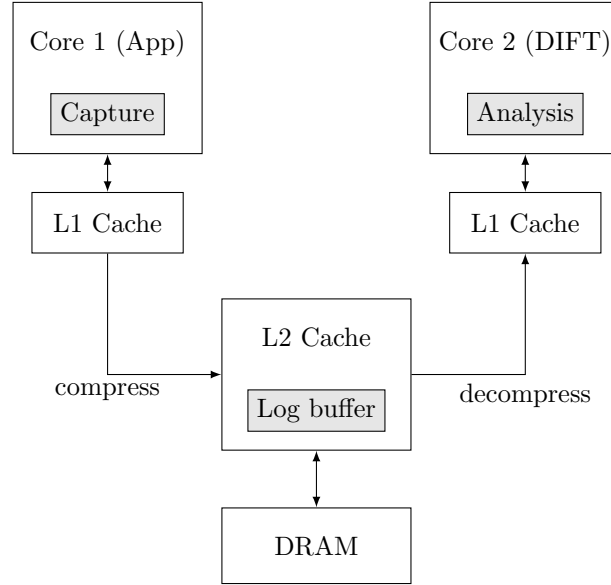 Core 1 (App)
Core 2 (DIFT)
Capture
Analysis
L1 Cache
L1 Cache
L2 Cache
compress
decompress
Log buffer
DRAM